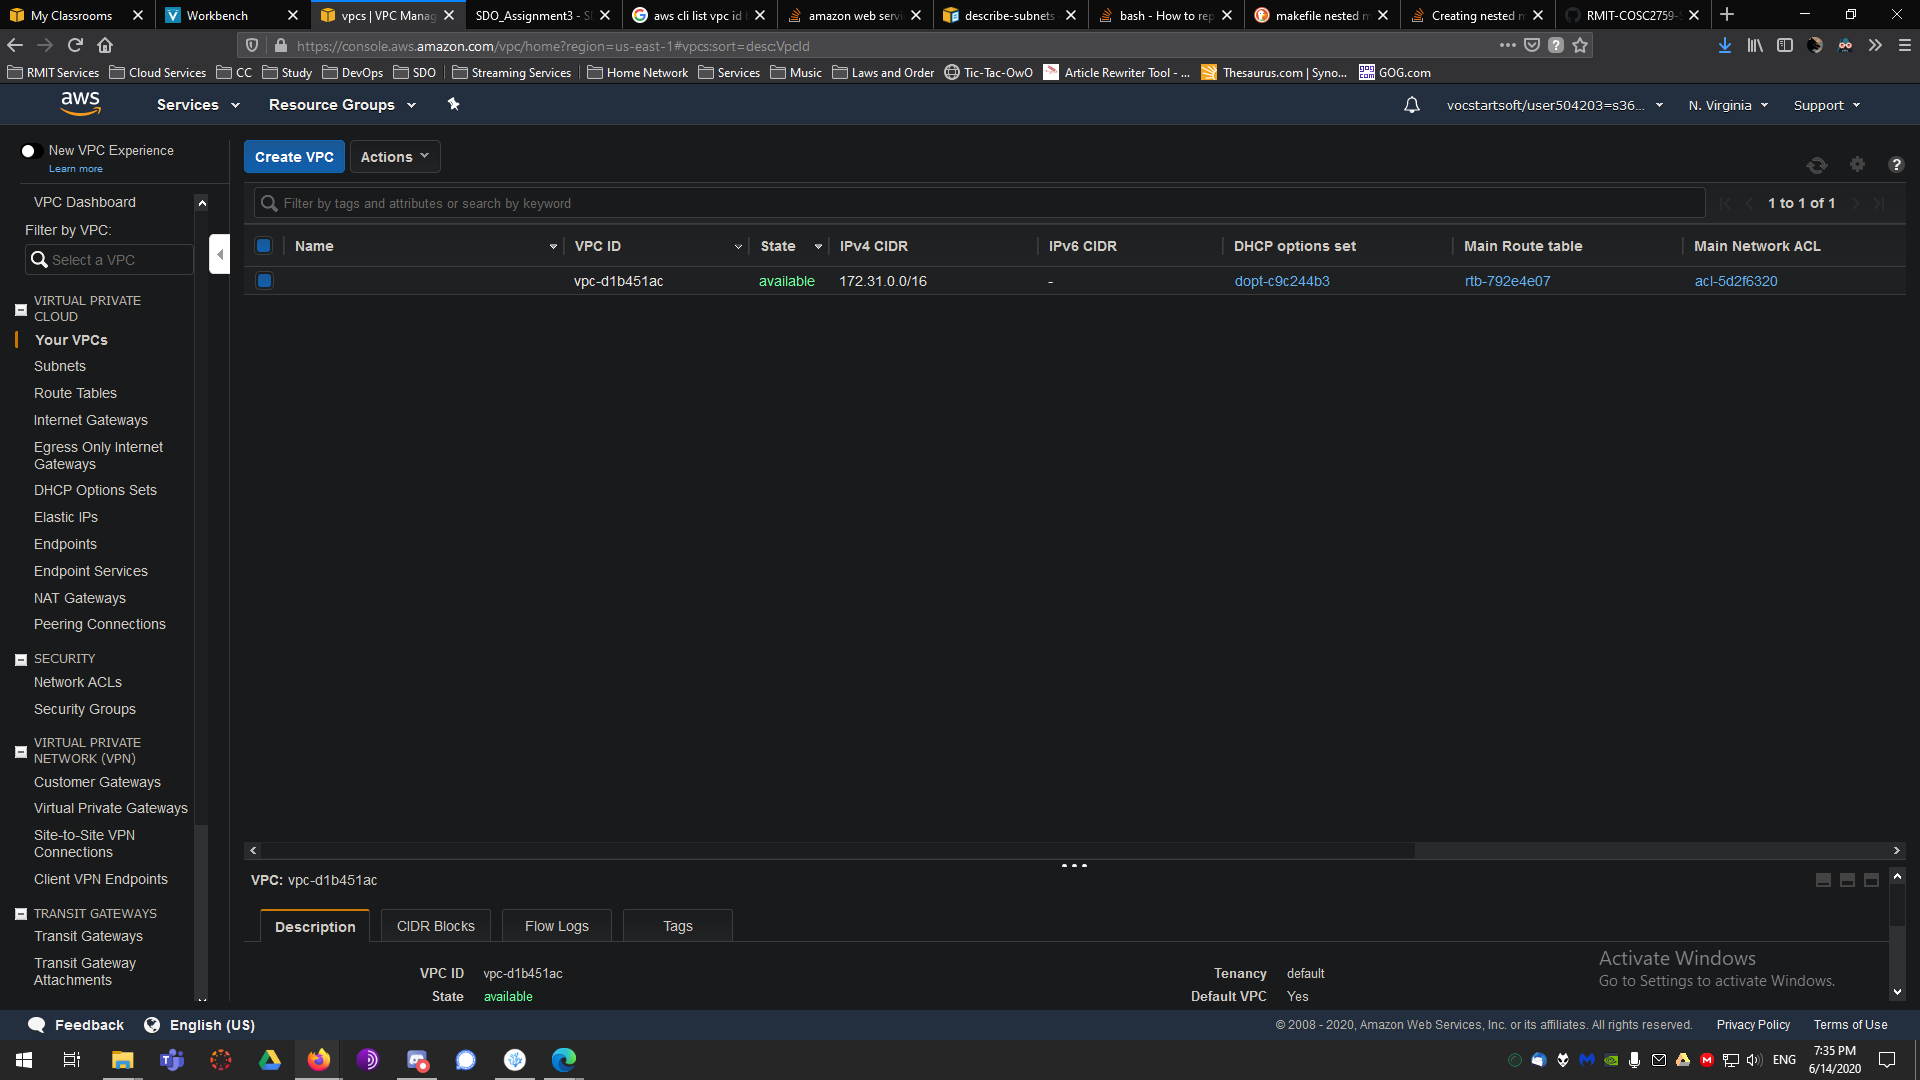 My Classrooms
Workbench
vpcs | VPC Manag
SDO_Assignment3 - S
aws cli list vpc id
amazon web servi
describe-subnets
bash - How to rep
makefile nested m
Creating nested m
RMIT-COSC2759-
https://console.aws.amazon.com/vpc/home?region=us-east-1#vpcs:sort=desc:VpcId
RMIT Services
Cloud Services
CC
Study
DevOps
SDO
Streaming Services
Home Network
Services
Music
Laws and Order
Tic-Tac-OwO
Article Rewriter Tool - ...
Thesaurus.com | Syno...
GOG.com
aws
Services
Resource Groups
vocstartsoft/user504203=s36...
N. Virginia
Support
New VPC Experience
Learn more
Create VPC
Actions
VPC Dashboard
Filter by VPC:
Select a VPC
Filter by tags and attributes or search by keyword
1 to 1 of 1
Name
VPC ID
State
IPv4 CIDR
IPv6 CIDR
DHCP options set
Main Route table
Main Network ACL
vpc-d1b451ac
available
172.31.0.0/16
-
dopt-c9c244b3
rtb-792e4e07
acl-5d2f6320
VIRTUAL PRIVATE
CLOUD
Your VPCs
Subnets
Route Tables
Internet Gateways
Egress Only Internet
Gateways
DHCP Options Sets
Elastic IPs
Endpoints
Endpoint Services
NAT Gateways
Peering Connections
SECURITY
Network ACLs
Security Groups
VIRTUAL PRIVATE
NETWORK (VPN)
Customer Gateways
Virtual Private Gateways
Site-to-Site VPN
Connections
Client VPN Endpoints
TRANSIT GATEWAYS
Transit Gateways
Transit Gateway
Attachments
VPC: vpc-d1b451ac
Description
CIDR Blocks
Flow Logs
Tags
VPC ID vpc-d1b451ac
Tenancy default
State available
Default VPC Yes
Activate Windows
Go to Settings to activate Windows.
Feedback
English (US)
© 2008 - 2020, Amazon Web Services, Inc. or its affiliates. All rights reserved.
Privacy Policy
Terms of Use
ENG
7:35 PM
6/14/2020